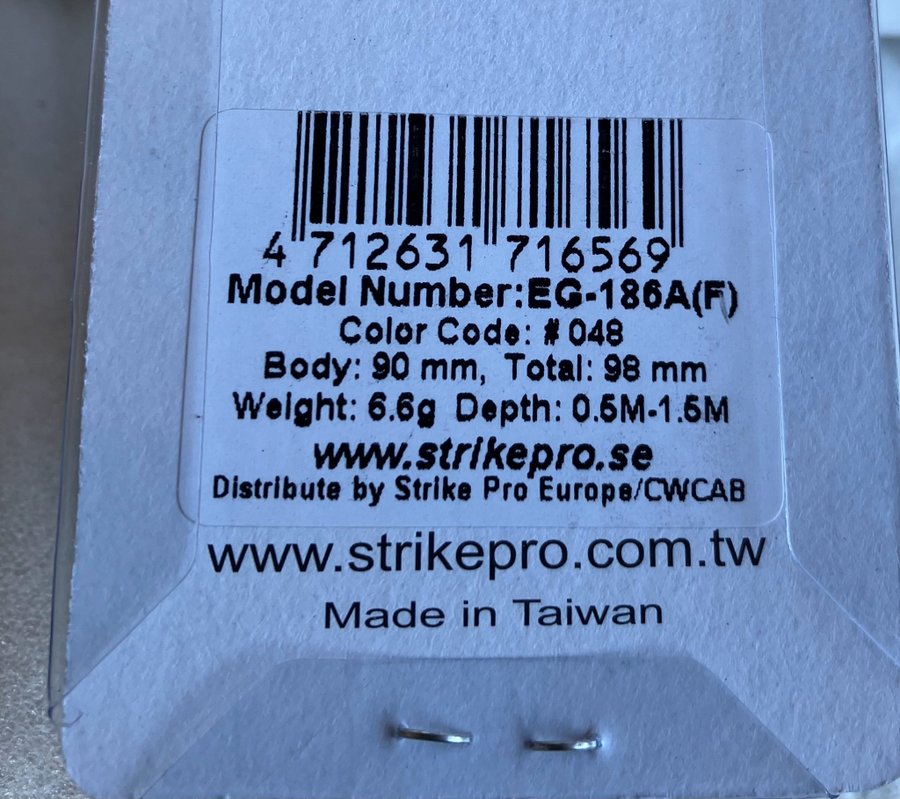 4 712631 716569
Model Number:EG-186A(F)
Color Code: # 048
Body: 90 mm, Total: 98 mm
Weight: 6.6g Depth: 0.5M-1.5M
www.strikepro.se
Distribute by Strike Pro Europe/CWCAB
www.strikepro.com.tw
Made in Taiwan